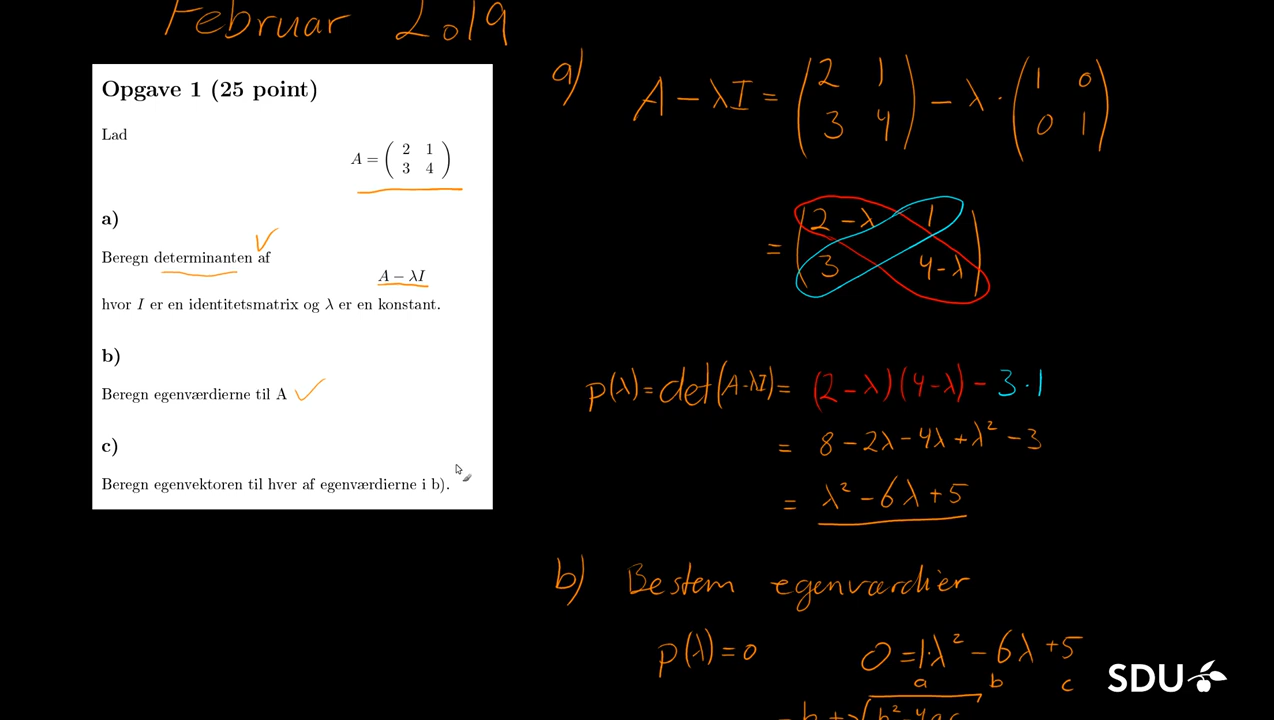 Februar 2019
Opgave 1 (25 point)
Lad
A = ( 2 1
3 4 )
a)
Beregn determinanten af
A − λI
hvor I er en identitetsmatrix og λ er en konstant.
b)
Beregn egenværdierne til A
c)
Beregn egenvektoren til hver af egenværdierne i b).
a) A − λI = ( 2 1
3 4 ) − λ · ( 1 0
0 1 )
= | 2 − λ 1
3 4 − λ |
p(λ) = det(A − λI) = (2 − λ)(4 − λ) − 3 · 1
= 8 − 2λ − 4λ + λ² − 3
= λ² − 6λ + 5
b) Bestem egenværdier
p(λ) = 0 0 = 1·λ² − 6λ + 5
a b c
− b ± √b² − 4ac
SDU